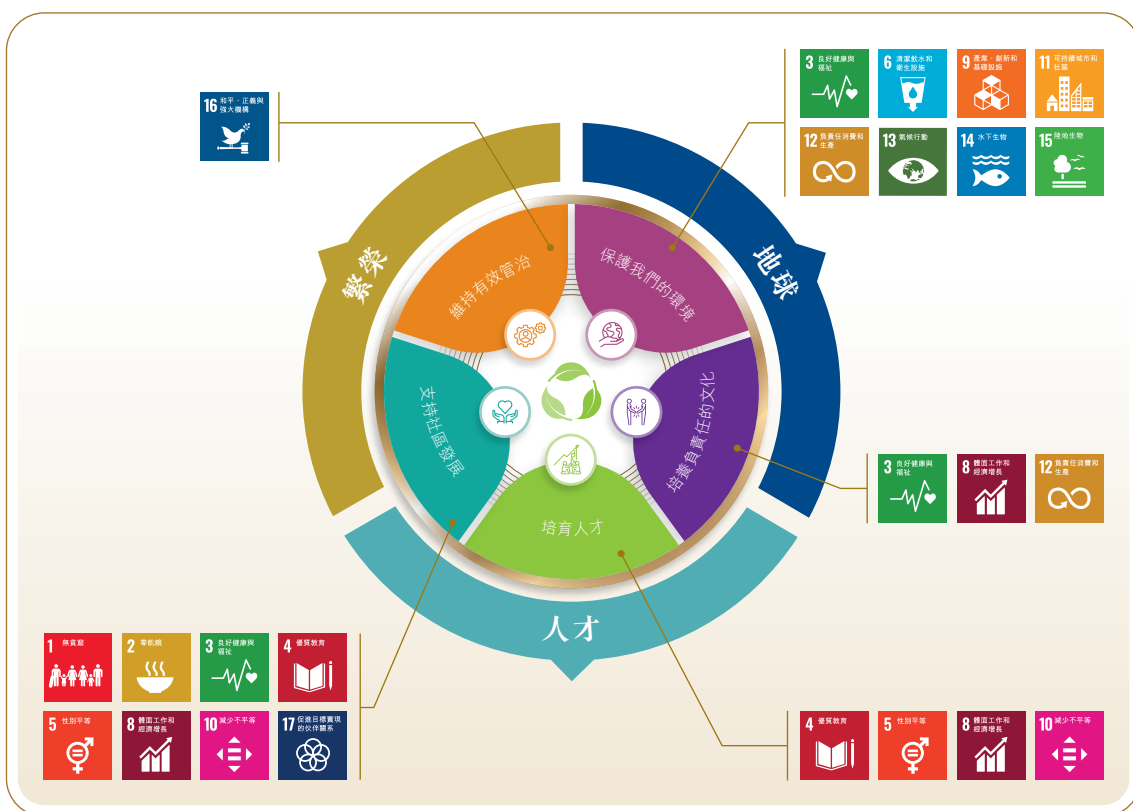 16 和平、正義與
強大機構
3 良好健康與
福祉
6 清潔飲水和
衛生設施
9 產業、創新和
基礎設施
11 可持續城市和
社區
12 負責任消費和
生產
13 氣候行動
14 水下生物
15 陸地生物
繁榮
地球
維持有效管治
保護我們的環境
支持社區發展
培養負責任的文化
培育人才
人才
3 良好健康與
福祉
8 體面工作和
經濟增長
12 負責任消費和
生產
1 無貧窮
2 零飢餓
3 良好健康與
福祉
4 優質教育
5 性別平等
8 體面工作和
經濟增長
10 減少不平等
17 促進目標實現
的伙伴關系
4 優質教育
5 性別平等
8 體面工作和
經濟增長
10 減少不平等